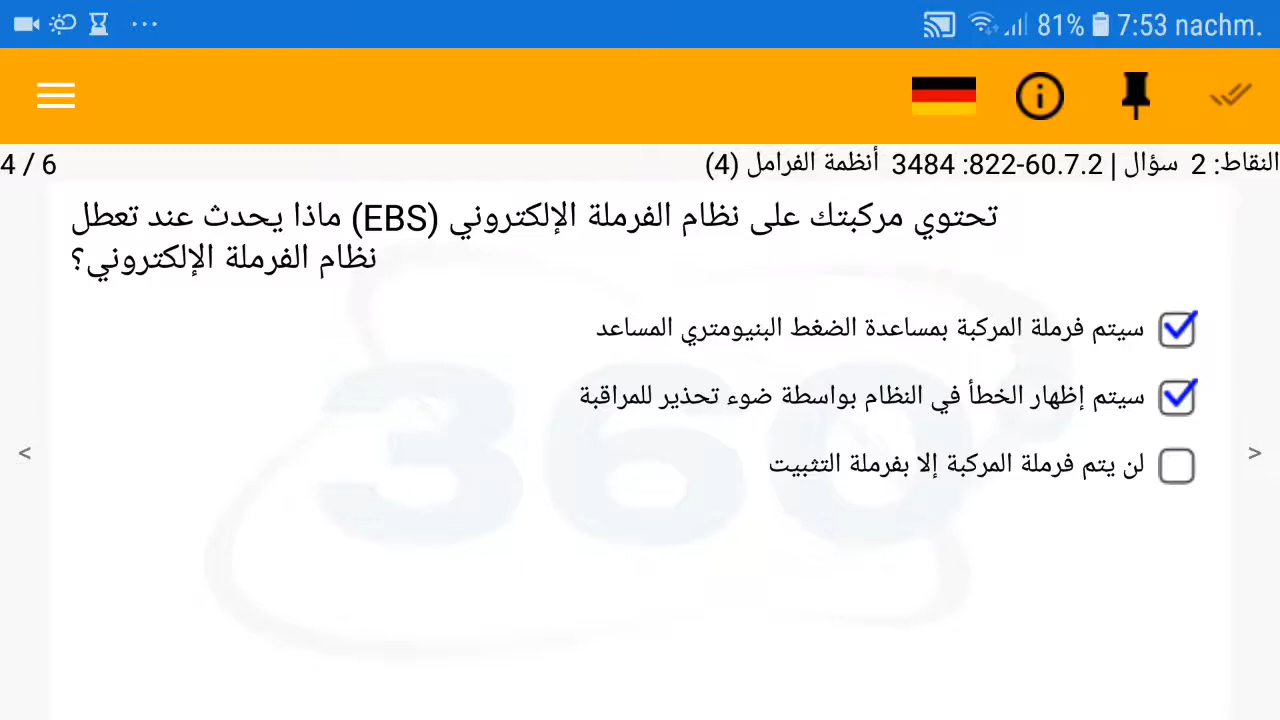 81% 7:53 nachm.
النقاط: 2 سؤال | 2.7.60-822: 3484 أنظمة الفرامل (4)
4 / 6
تحتوي مركبتك على نظام الفرملة الإلكتروني (EBS) ماذا يحدث عند تعطل
نظام الفرملة الإلكتروني؟
سيتم فرملة المركبة بمساعدة الضغط البنيومتري المساعد
سيتم إظهار الخطأ في النظام بواسطة ضوء تحذير للمراقبة
لن يتم فرملة المركبة إلا بفرملة التثبيت
< >
360°